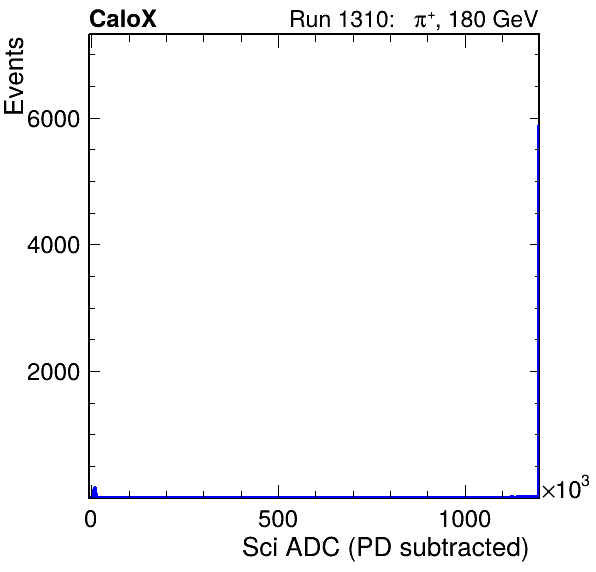 CaloX Run 1310: π⁺, 180 GeV
Events
6000
4000
2000
×10³
0 500 1000
Sci ADC (PD subtracted)